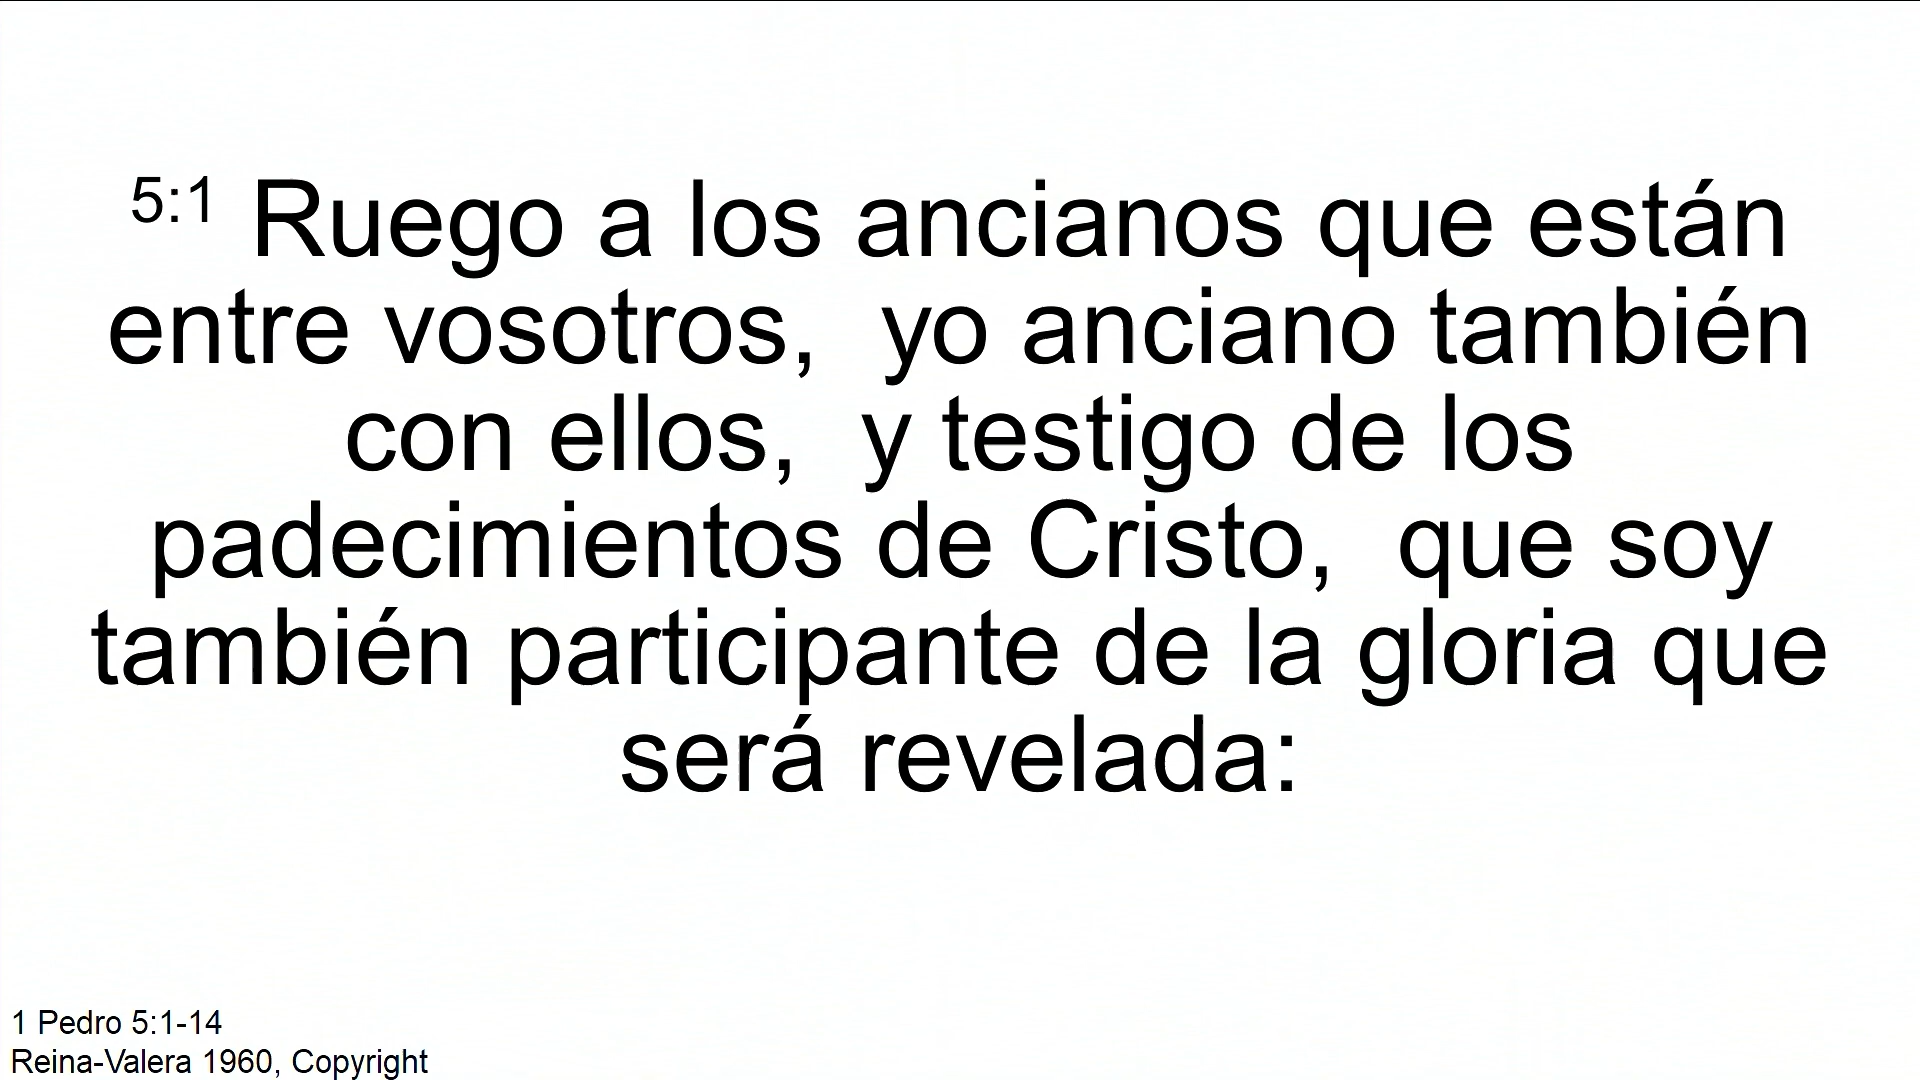 5:1 Ruego a los ancianos que están
entre vosotros,  yo anciano también
con ellos,  y testigo de los
padecimientos de Cristo,  que soy
también participante de la gloria que
será revelada:
1 Pedro 5:1-14
Reina-Valera 1960, Copyright